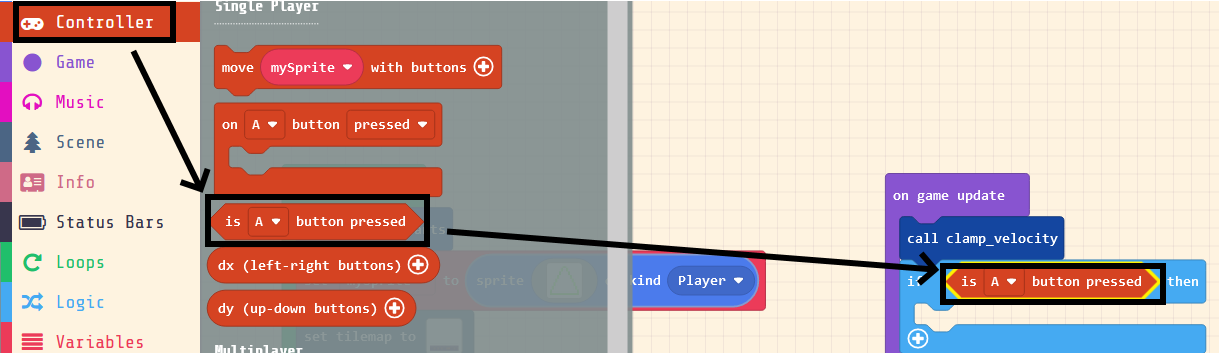 Controller
Game
Music
Scene
Info
Status Bars
Loops
Logic
Variables
Single Player
move mySprite with buttons
on A button pressed
is A button pressed
dx (left-right buttons)
dy (up-down buttons)
Multiplayer
to sprite kind Player
set tilemap to
on game update
call clamp_velocity
if is A button pressed then